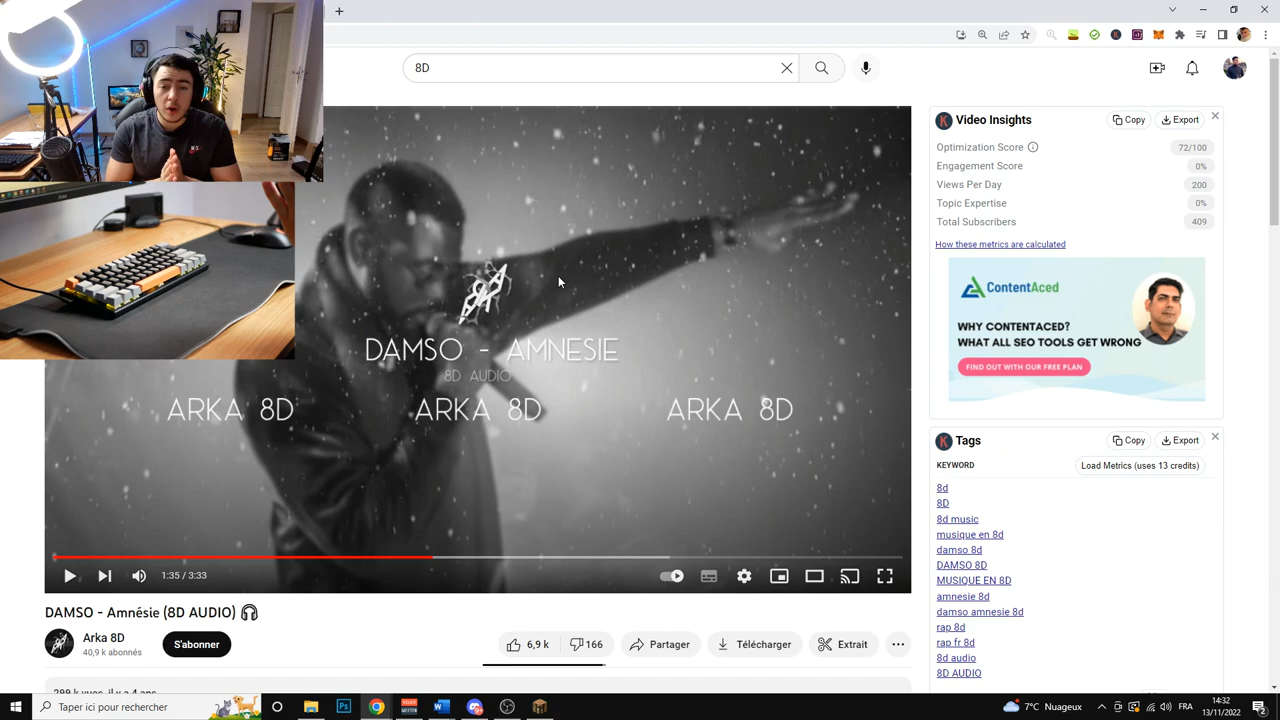 8D
Video Insights
Copy
Export
Optimization Score
72/100
Engagement Score
0%
Views Per Day
200
Topic Expertise
0%
Total Subscribers
409
How these metrics are calculated
ContentAced
WHY CONTENTACED?
WHAT ALL SEO TOOLS GET WRONG
FIND OUT WITH OUR FREE PLAN
DAMSO - AMNESIE
8D AUDIO
ARKA 8D
ARKA 8D
ARKA 8D
Tags
Copy
Export
KEYWORD
Load Metrics (uses 13 credits)
8d
8D
8d music
musique en 8d
damso 8d
DAMSO 8D
MUSIQUE EN 8D
amnesie 8d
damso amnesie 8d
rap 8d
rap fr 8d
8d audio
8D AUDIO
1:35 / 3:33
DAMSO - Amnésie (8D AUDIO)
Arka 8D
40,9 k abonnés
S'abonner
6,9 k
166
Partager
Télécharger
Extrait
299 k vues il y a 4 ans
Taper ici pour rechercher
7°C Nuageux
FRA
14:32
13/11/2022
2